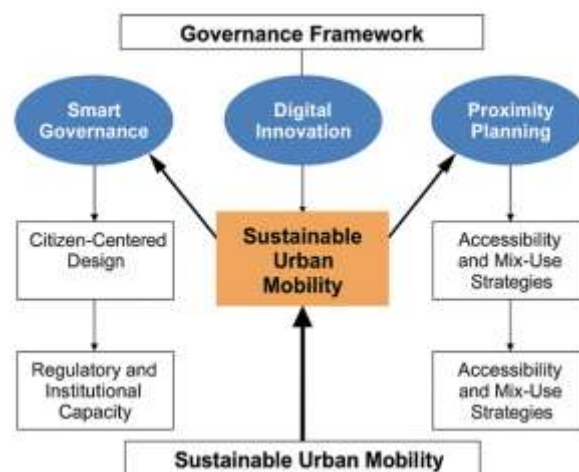 Governance Framework
Smart
Governance
Digital
Innovation
Proximity
Planning
Citizen-Centered
Design
Sustainable
Urban
Mobility
Accessibility
and Mix-Use
Strategies
Regulatory and
Institutional
Capacity
Accessibility
and Mix-Use
Strategies
Sustainable Urban Mobility